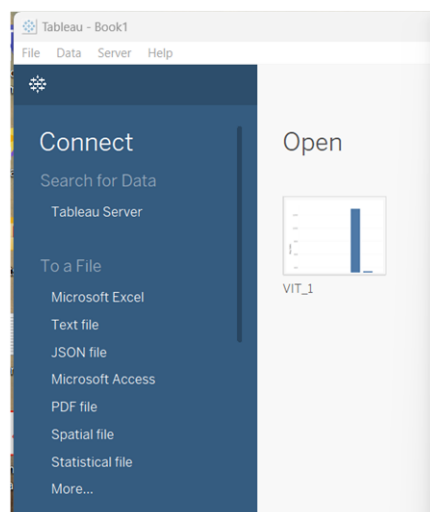 Tableau - Book1
File Data Server Help
Connect
Search for Data
Tableau Server
To a File
Microsoft Excel
Text file
JSON file
Microsoft Access
PDF file
Spatial file
Statistical file
More...
Open
VIT_1